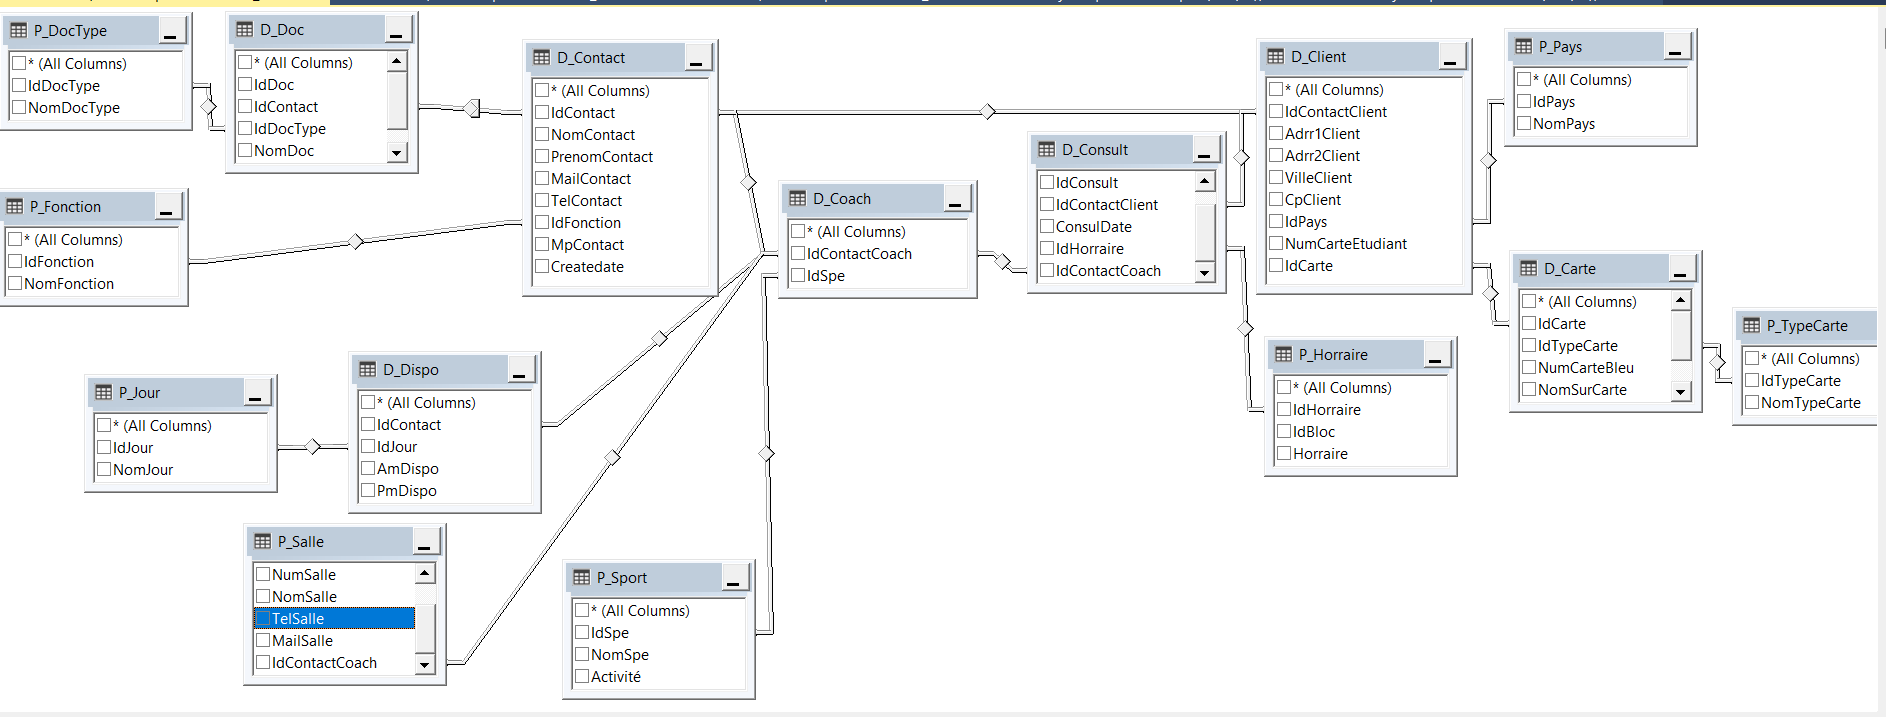 P_DocType
* (All Columns)
IdDocType
NomDocType
D_Doc
* (All Columns)
IdDoc
IdContact
IdDocType
NomDoc
D_Contact
* (All Columns)
IdContact
NomContact
PrenomContact
MailContact
TelContact
IdFonction
MpContact
Createdate
D_Client
* (All Columns)
IdContactClient
Adrr1Client
Adrr2Client
VilleClient
CpClient
IdPays
NumCarteEtudiant
IdCarte
P_Pays
* (All Columns)
IdPays
NomPays
D_Consult
IdConsult
IdContactClient
ConsulDate
IdHorraire
IdContactCoach
D_Coach
* (All Columns)
IdContactCoach
IdSpe
P_Fonction
* (All Columns)
IdFonction
NomFonction
D_Carte
* (All Columns)
IdCarte
IdTypeCarte
NumCarteBleu
NomSurCarte
P_TypeCarte
* (All Columns)
IdTypeCarte
NomTypeCarte
P_Horraire
* (All Columns)
IdHorraire
IdBloc
Horraire
D_Dispo
* (All Columns)
IdContact
IdJour
AmDispo
PmDispo
P_Jour
* (All Columns)
IdJour
NomJour
P_Salle
NumSalle
NomSalle
TelSalle
MailSalle
IdContactCoach
P_Sport
* (All Columns)
IdSpe
NomSpe
Activité